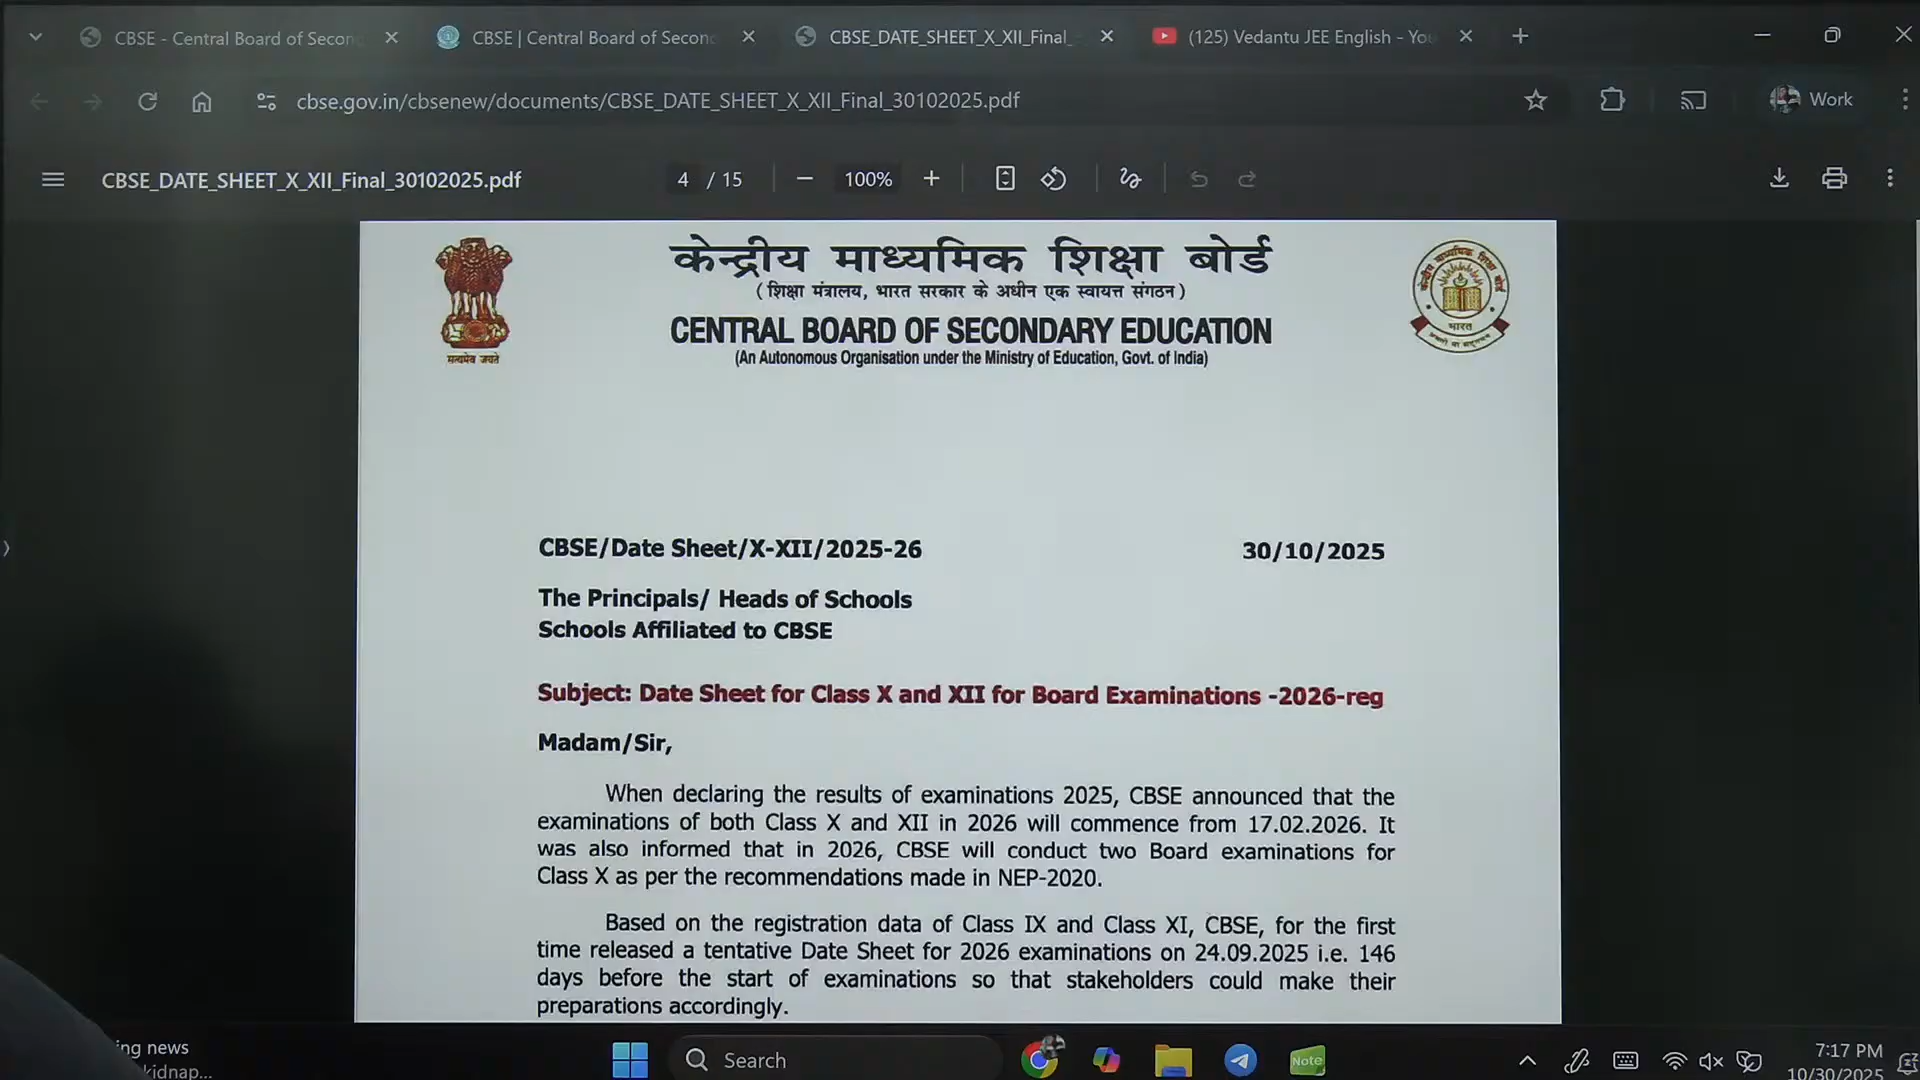 CBSE - Central Board of Secon
CBSE | Central Board of Secon
CBSE_DATE_SHEET_X_XII_Final_
(125) Vedantu JEE English - You
cbse.gov.in/cbsenew/documents/CBSE_DATE_SHEET_X_XII_Final_30102025.pdf
Work
CBSE_DATE_SHEET_X_XII_Final_30102025.pdf
4 / 15
100%
केन्द्रीय माध्यमिक शिक्षा बोर्ड
( शिक्षा मंत्रालय, भारत सरकार के अधीन एक स्वायत्त संगठन )
CENTRAL BOARD OF SECONDARY EDUCATION
(An Autonomous Organisation under the Ministry of Education, Govt. of India)
सत्यमेव जयते
केन्द्रीय माध्यमिक शिक्षा बोर्ड
भारत
CBSE/Date Sheet/X-XII/2025-26
30/10/2025
The Principals/ Heads of Schools
Schools Affiliated to CBSE
Subject: Date Sheet for Class X and XII for Board Examinations -2026-reg
Madam/Sir,
When declaring the results of examinations 2025, CBSE announced that the
examinations of both Class X and XII in 2026 will commence from 17.02.2026. It
was also informed that in 2026, CBSE will conduct two Board examinations for
Class X as per the recommendations made in NEP-2020.
Based on the registration data of Class IX and Class XI, CBSE, for the first
time released a tentative Date Sheet for 2026 examinations on 24.09.2025 i.e. 146
days before the start of examinations so that stakeholders could make their
preparations accordingly.
ing news
kidnap...
Search
Note
7:17 PM
10/30/2025